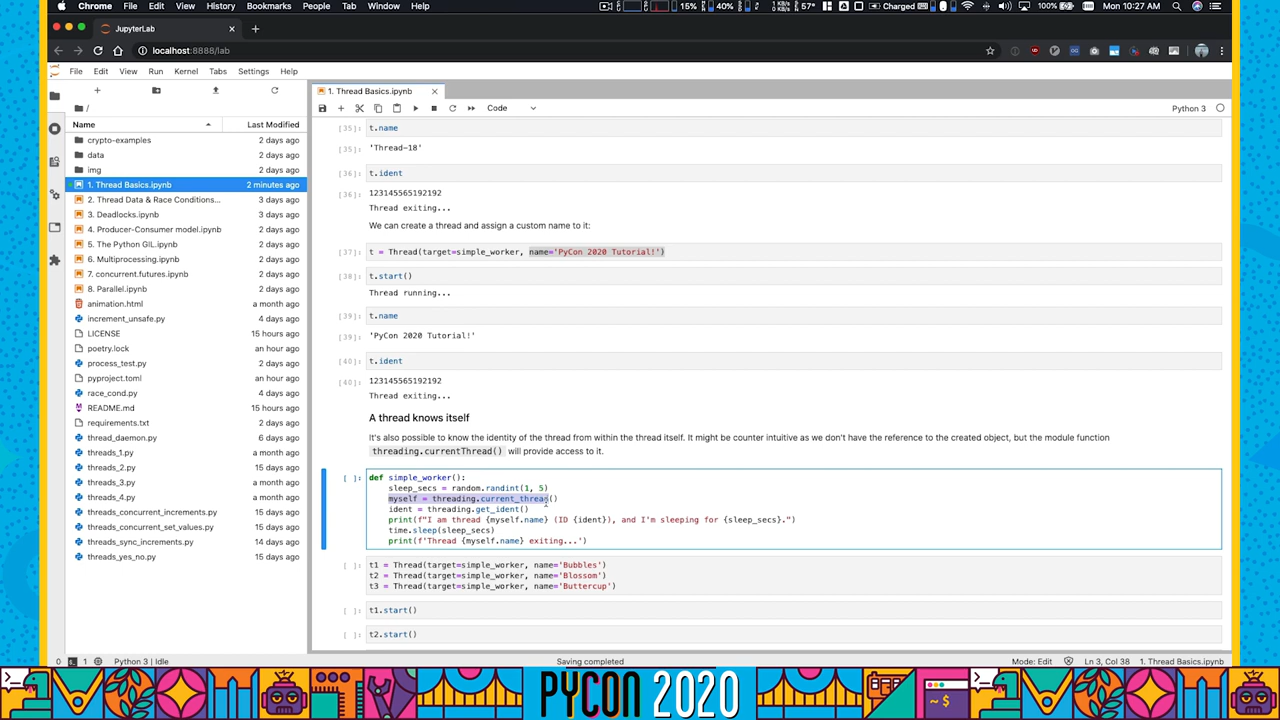 Chrome File Edit View History Bookmarks People Tab Window Help
15% 40% Charged 100% Mon 10:27 AM
JupyterLab
localhost:8888/lab
File Edit View Run Kernel Tabs Settings Help
/
Name Last Modified
crypto-examples 2 days ago
data 2 days ago
img 2 days ago
1. Thread Basics.ipynb 2 minutes ago
2. Thread Data & Race Conditions... 3 days ago
3. Deadlocks.ipynb 2 days ago
4. Producer-Consumer model.ipynb 2 days ago
5. The Python GIL.ipynb 2 days ago
6. Multiprocessing.ipynb 2 days ago
7. concurrent.futures.ipynb 2 days ago
8. Parallel.ipynb 2 days ago
animation.html a month ago
increment_unsafe.py 4 days ago
LICENSE 15 hours ago
poetry.lock an hour ago
process_test.py 2 days ago
pyproject.toml an hour ago
race_cond.py 4 days ago
README.md 15 hours ago
requirements.txt 2 days ago
thread_daemon.py 6 days ago
threads_1.py 15 days ago
threads_2.py 15 days ago
threads_3.py 15 days ago
threads_4.py 15 days ago
threads_concurrent_increments.py 15 days ago
threads_concurrent_set_values.py 15 days ago
threads_sync_increments.py 15 days ago
threads_yes_no.py 15 days ago
1. Thread Basics.ipynb
Code
Python 3
[35]: t.name
[35]: 'Thread-18'
[36]: t.ident
[36]: 123145565192192
Thread exiting...
We can create a thread and assign a custom name to it:
[37]: t = Thread(target=simple_worker, name='PyCon 2020 Tutorial!')
[38]: t.start()
Thread running...
[39]: t.name
[39]: 'PyCon 2020 Tutorial!'
[40]: t.ident
[40]: 123145565192192
Thread exiting...
A thread knows itself
It's also possible to know the identity of the thread from within the thread itself. It might be counter intuitive as we don't have the reference to the created object, but the module function
threading.currentThread() will provide access to it.
[ ]: def simple_worker():
sleep_secs = random.randint(1, 5)
myself = threading.current_thread()
ident = threading.get_ident()
print(f"I am thread {myself.name} (ID {ident}), and I'm sleeping for {sleep_secs}.")
time.sleep(sleep_secs)
print(f'Thread {myself.name} exiting...')
[ ]: t1 = Thread(target=simple_worker, name='Bubbles')
t2 = Thread(target=simple_worker, name='Blossom')
t3 = Thread(target=simple_worker, name='Buttercup')
[ ]: t1.start()
[ ]: t2.start()
0 1 Python 3 | Idle Saving completed Mode: Edit Ln 3, Col 38 1. Thread Basics.ipynb
PYCON 2020
~$